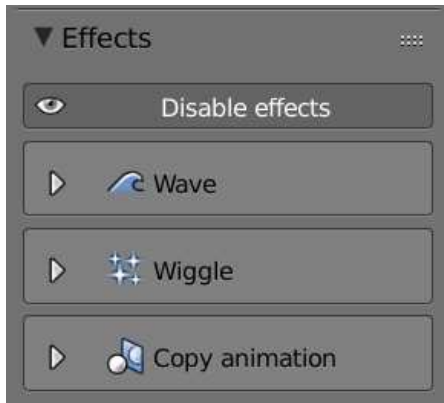 Effects
Disable effects
Wave
Wiggle
Copy animation